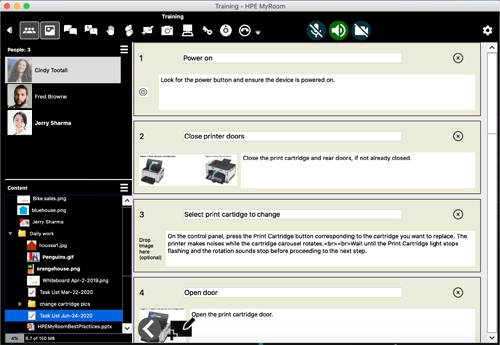 Training - HPE MyRoom
Training
People: 3
Cindy Tootall
Fred Browne
Jerry Sharma
Content
Bike sales.png
bluehouse.png
Jerry Sharma
Daily work
house1.jpg
Penguins.gif
orangehouse.png
Whiteboard Apr-2-2019.png
Task List Mar-22-2020
change cartridge pics
Task List Jun-24-2020
HPEMyRoomBestPractices.pptx
4%
6.7 of 150 MB
1
Power on
Look for the power button and ensure the device is powered on.
2
Close printer doors
Close the print cartridge and rear doors, if not already closed.
3
Select print cartidge to change
Drop
image
here
(optional)
On the control panel, press the Print Cartridge button corresponding to the cartridge you want to replace. The
printer makes noises while the cartridge carousel rotates.<br><br>Wait until the Print Cartridge light stops
flashing and the rotation sounds stop before proceeding to the next step.
4
Open door
Open the print cartridge door.